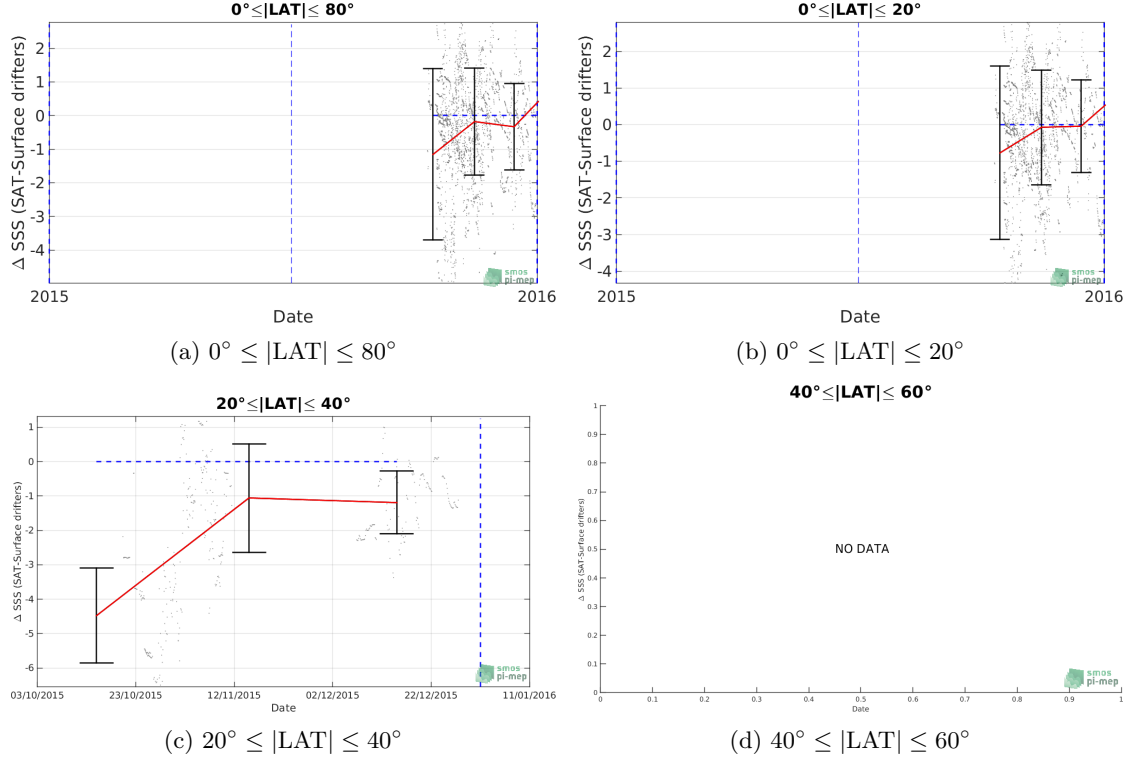 0°≤|LAT|≤ 80°
Δ SSS (SAT-Surface drifters)
2
1
0
-1
-2
-3
-4
2015
2016
Date
smos
pi-mep
(a) 0° ≤ |LAT| ≤ 80°
0°≤|LAT|≤ 20°
Δ SSS (SAT-Surface drifters)
2
1
0
-1
-2
-3
-4
2015
2016
Date
smos
pi-mep
(b) 0° ≤ |LAT| ≤ 20°
20°≤|LAT|≤ 40°
Δ SSS (SAT-Surface drifters)
1
0
-1
-2
-3
-4
-5
-6
03/10/2015 23/10/2015 12/11/2015 02/12/2015 22/12/2015 11/01/2016
Date
smos
pi-mep
(c) 20° ≤ |LAT| ≤ 40°
40°≤|LAT|≤ 60°
Δ SSS (SAT-Surface drifters)
1
0.9
0.8
0.7
0.6
0.5
0.4
0.3
0.2
0.1
0
NO DATA
0 0.1 0.2 0.3 0.4 0.5 0.6 0.7 0.8 0.9 1
Date
smos
pi-mep
(d) 40° ≤ |LAT| ≤ 60°